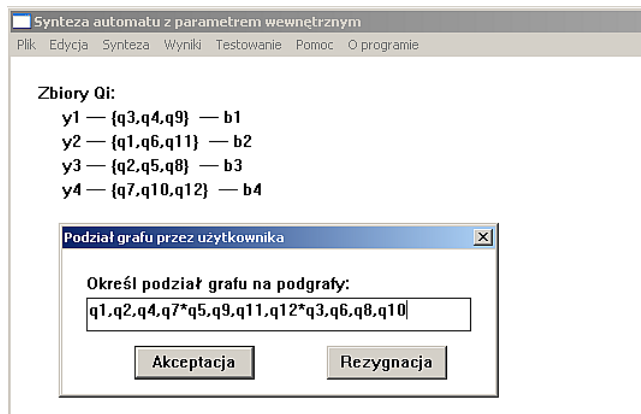 Synteza automatu z parametrem wewnętrznym
Plik Edycja Synteza Wyniki Testowanie Pomoc O programie
Zbiory Qi:
y1 — {q3,q4,q9} — b1
y2 — {q1,q6,q11} — b2
y3 — {q2,q5,q8} — b3
y4 — {q7,q10,q12} — b4
Podział grafu przez użytkownika
Określ podział grafu na podgrafy:
q1,q2,q4,q7*q5,q9,q11,q12*q3,q6,q8,q10
Akceptacja Rezygnacja